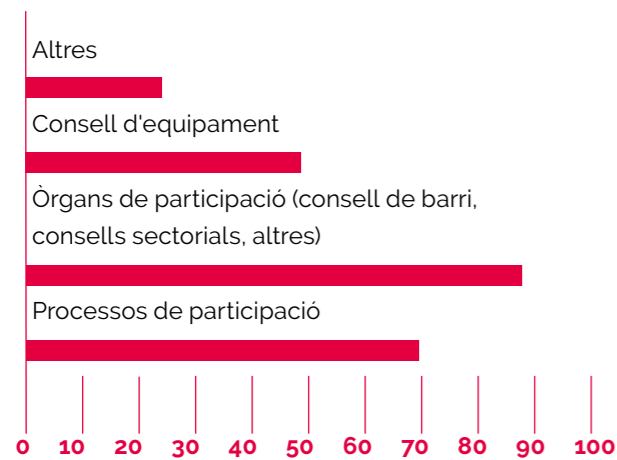 Altres
Consell d'equipament
Òrgans de participació (consell de barri,
consells sectorials, altres)
Processos de participació
0 10 20 30 40 50 60 70 80 90 100